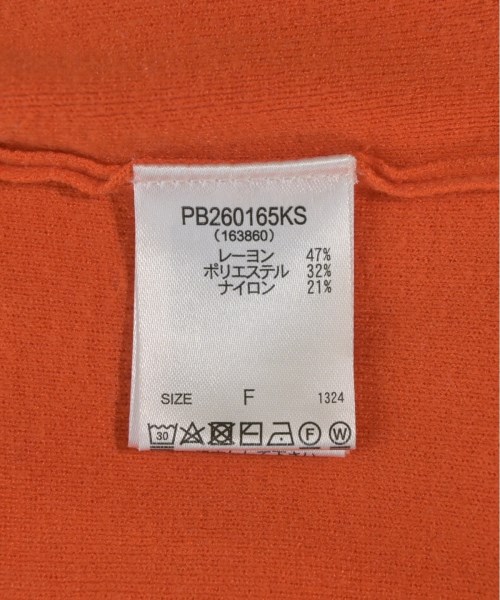 PB260165KS
(163860)
レーヨン 47%
ポリエステル 32%
ナイロン 21%
SIZE F 1324
30 F W